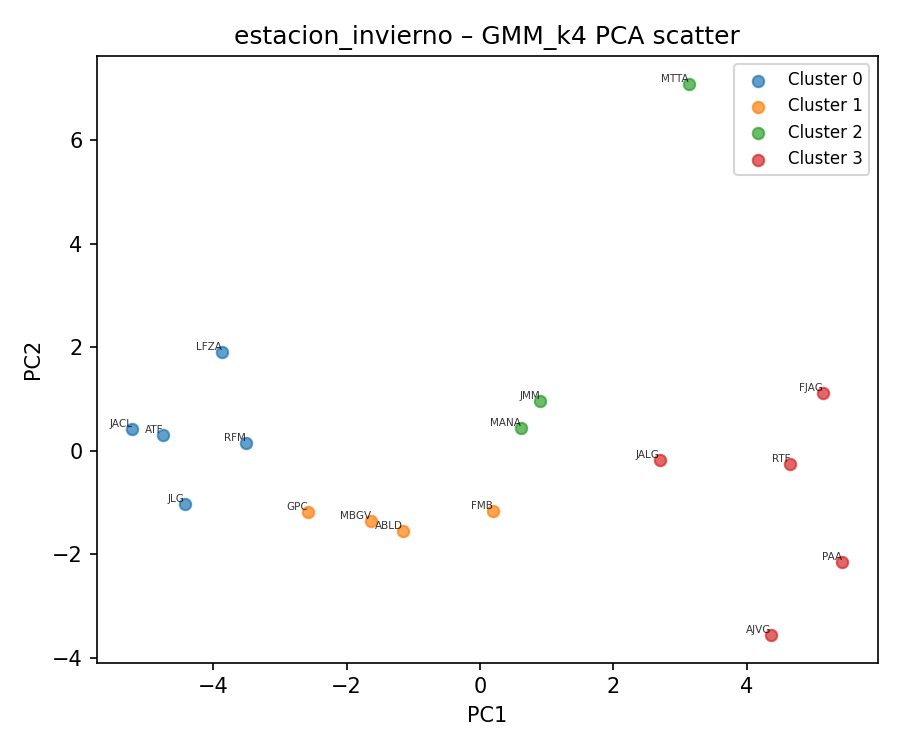 estacion_invierno – GMM_k4 PCA scatter
MTTA
Cluster 0
Cluster 1
Cluster 2
Cluster 3
6
4
2
0
−2
−4
PC2
LFZA
JACL
ATF
RFM
JLG
GPC
MBGV
ABLD
FMB
JMM
MANA
JALG
FJAG
RTF
PAA
AJVG
−4
−2
0
2
4
PC1